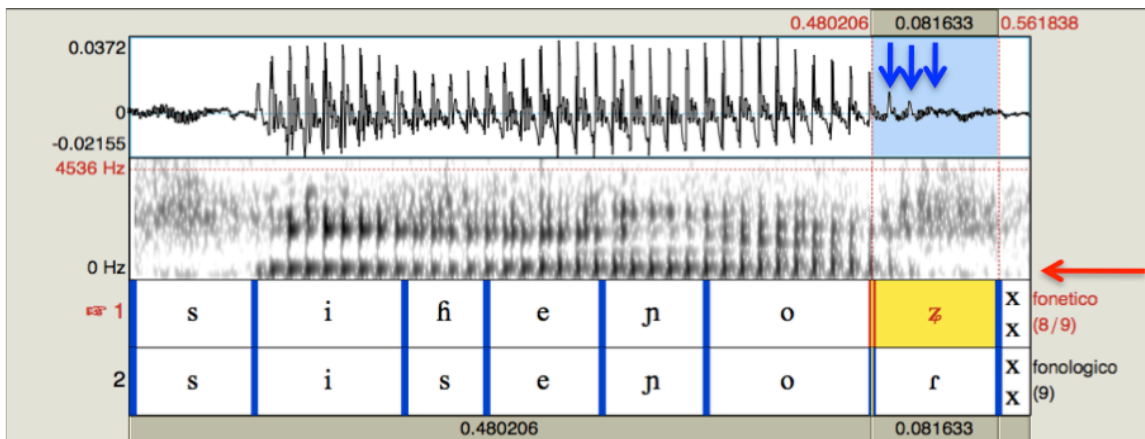 0.480206 0.081633 0.561838
0.0372
0
-0.02155
4536 Hz
0 Hz
☞ 1 s i ɦ e ɲ o ʑ x x fonetico (8/9)
2 s i s e ɲ o ɾ x x fonologico (9)
0.480206 0.081633